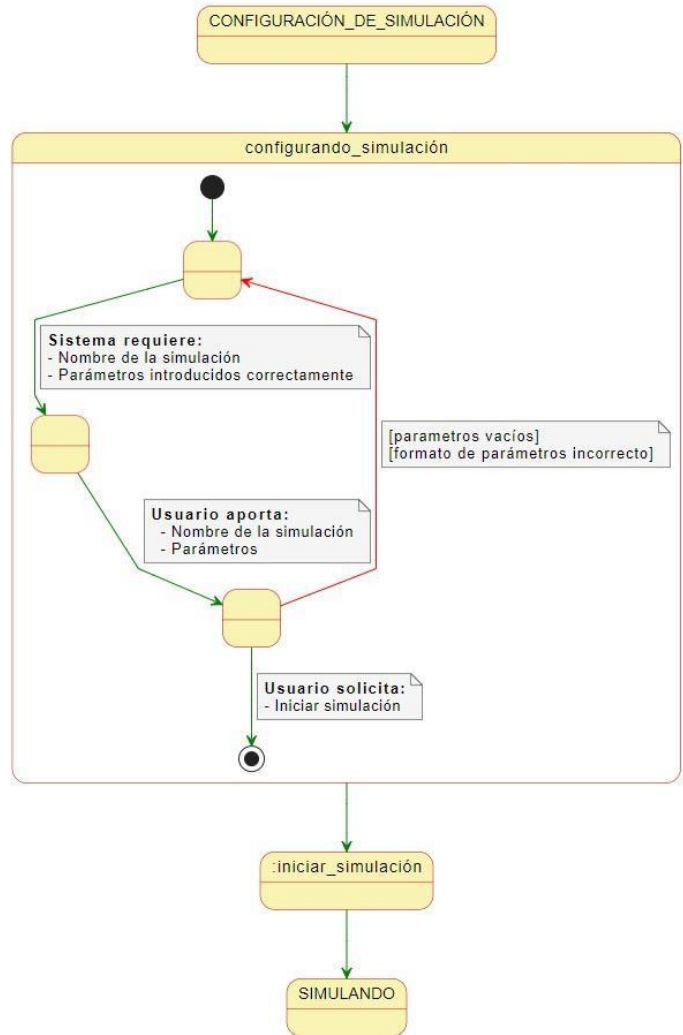 CONFIGURACIÓN_DE_SIMULACIÓN
configurando_simulación
Sistema requiere:
- Nombre de la simulación
- Parámetros introducidos correctamente
[parametros vacíos]
[formato de parámetros incorrecto]
Usuario aporta:
- Nombre de la simulación
- Parámetros
Usuario solicita:
- Iniciar simulación
:iniciar_simulación
SIMULANDO